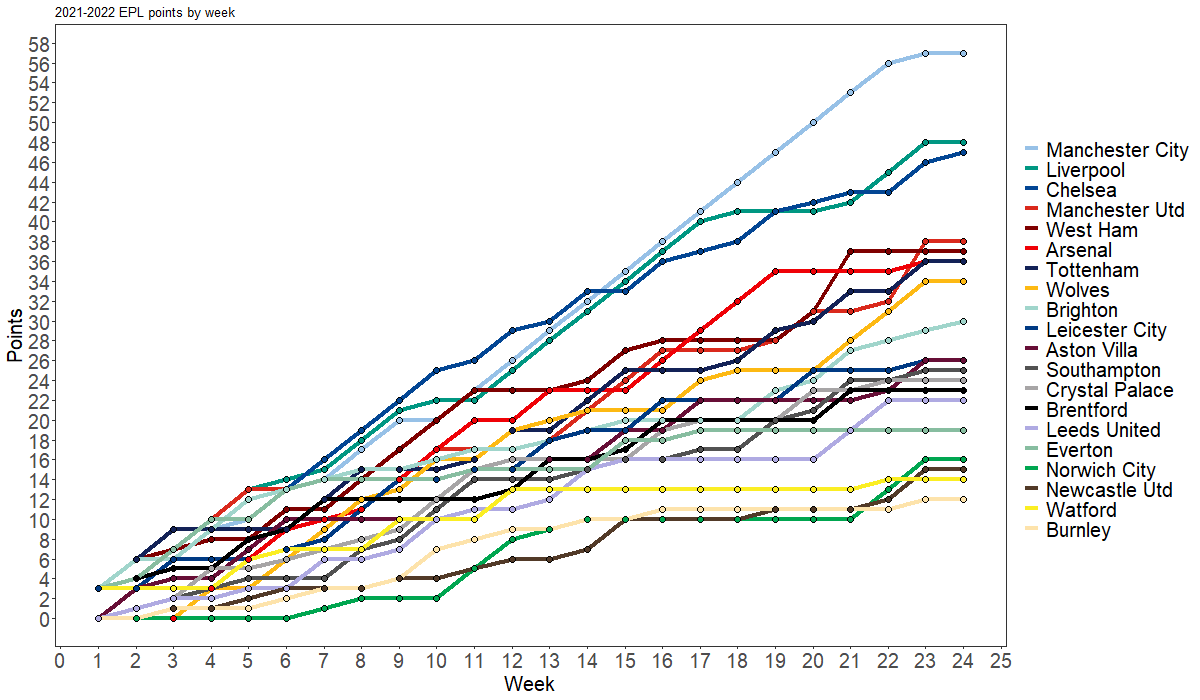 2021-2022 EPL points by week
58
56
54
52
50
48
46
44
42
40
38
36
34
32
30
28
26
24
22
20
18
16
14
12
10
8
6
4
2
0
Points
0 1 2 3 4 5 6 7 8 9 10 11 12 13 14 15 16 17 18 19 20 21 22 23 24 25
Week
Manchester City
Liverpool
Chelsea
Manchester Utd
West Ham
Arsenal
Tottenham
Wolves
Brighton
Leicester City
Aston Villa
Southampton
Crystal Palace
Brentford
Leeds United
Everton
Norwich City
Newcastle Utd
Watford
Burnley